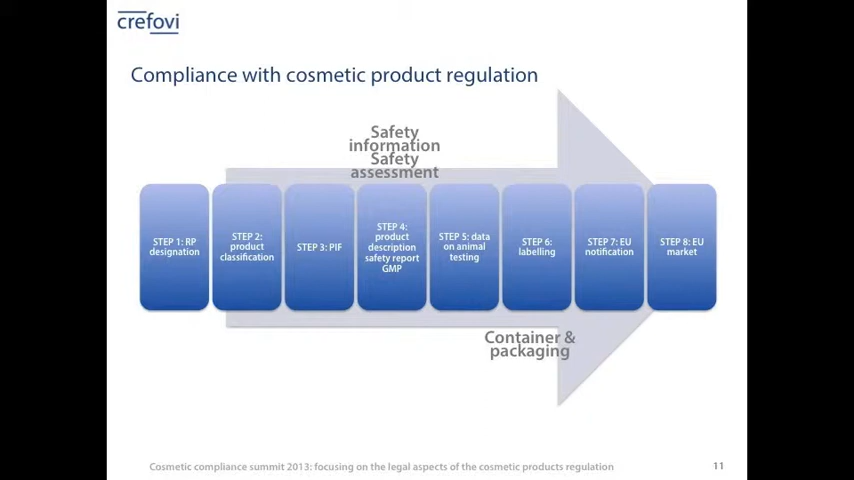 crefovi
Compliance with cosmetic product regulation
Safety
information
Safety
assessment
STEP 1: RP
designation
STEP 2:
product
classification
STEP 3: PIF
STEP 4:
product
description
safety report
GMP
STEP 5: data
on animal
testing
STEP 6:
labelling
STEP 7: EU
notification
STEP 8: EU
market
Container &
packaging
Cosmetic compliance summit 2013: focusing on the legal aspects of the cosmetic products regulation
11